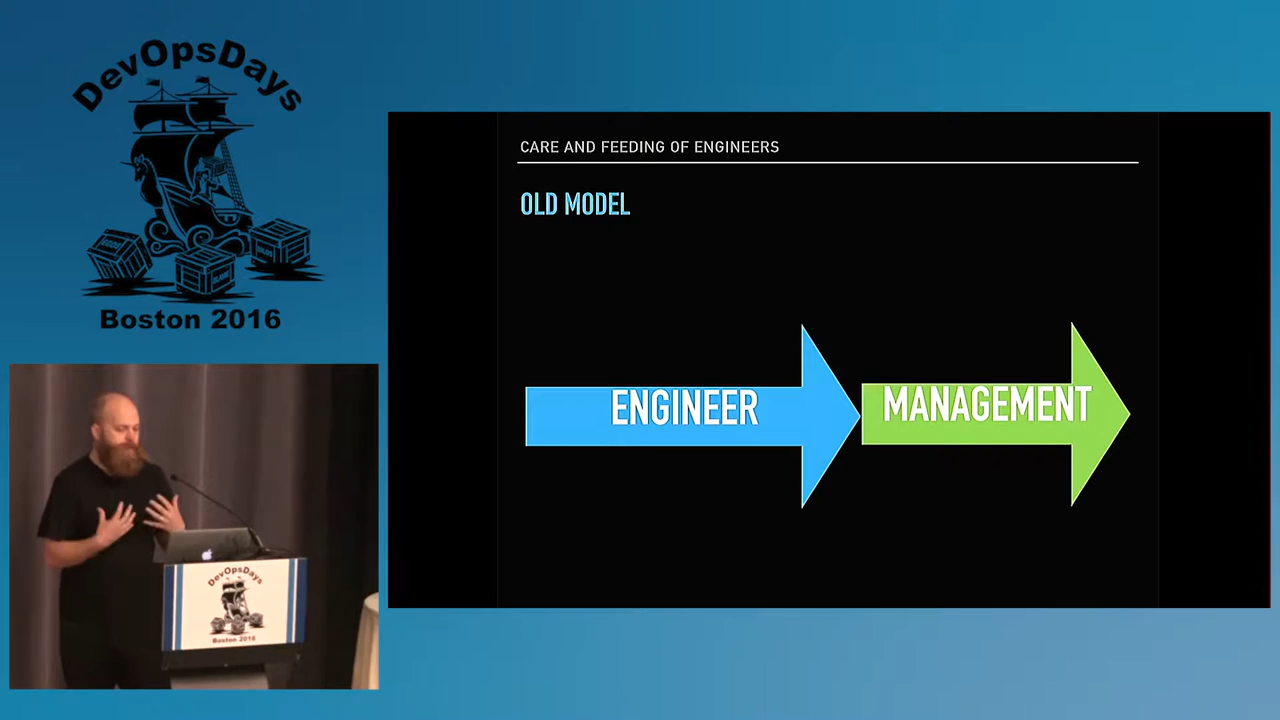 DevOpsDays
Boston 2016
CARE AND FEEDING OF ENGINEERS
OLD MODEL
ENGINEER
MANAGEMENT
DevOpsDays
Boston 2016